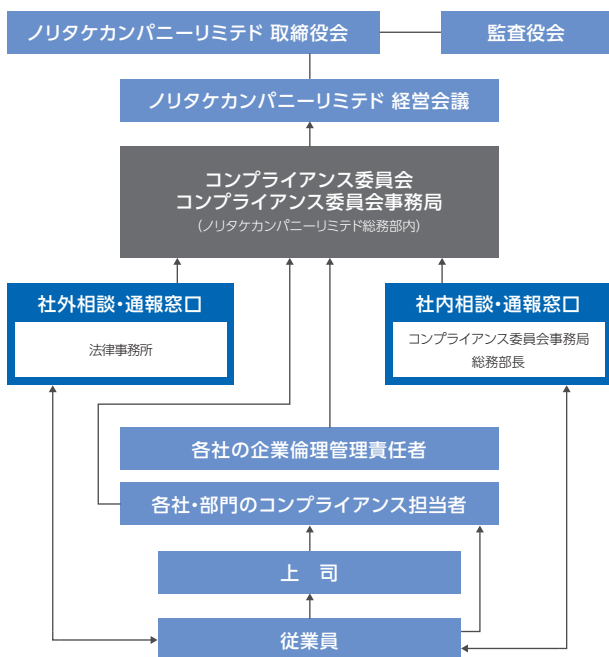 ノリタケカンパニーリミテド 取締役会
監査役会
ノリタケカンパニーリミテド 経営会議
コンプライアンス委員会
コンプライアンス委員会事務局
(ノリタケカンパニーリミテド総務部内)
社外相談・通報窓口
法律事務所
社内相談・通報窓口
コンプライアンス委員会事務局
総務部長
各社の企業倫理管理責任者
各社・部門のコンプライアンス担当者
上　司
従業員